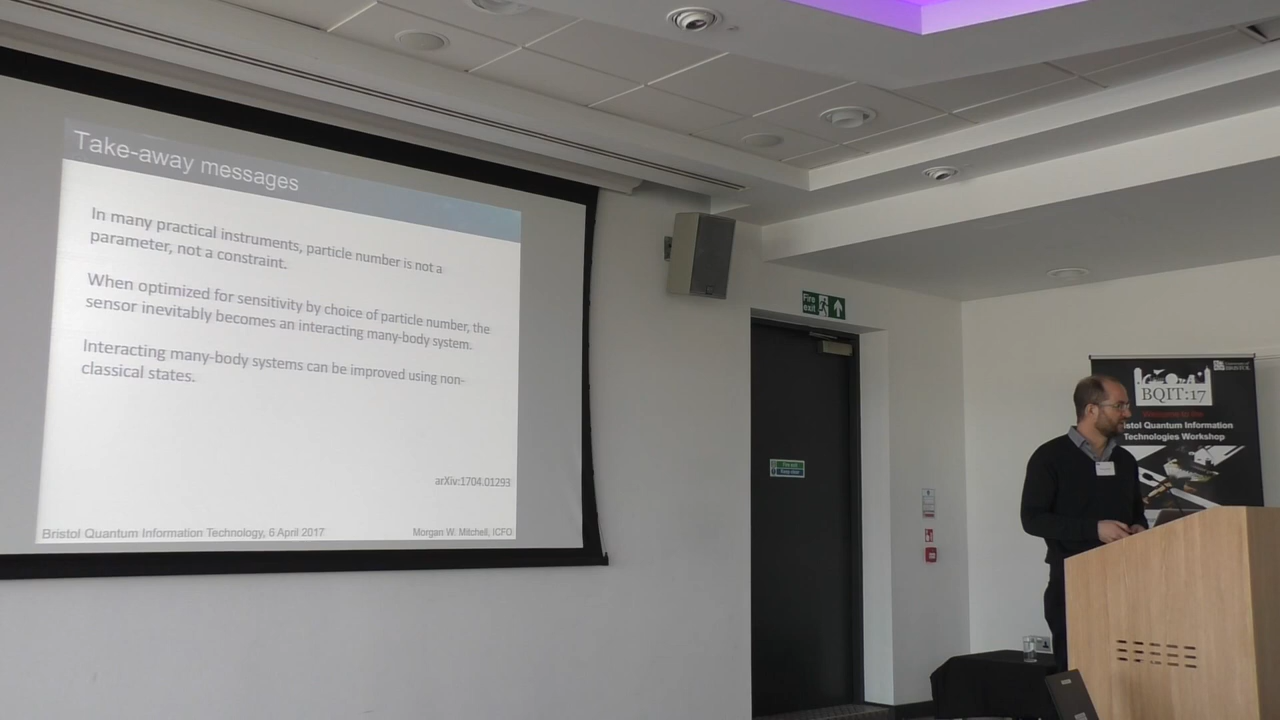 Take-away messages
In many practical instruments, particle number is not a
parameter, not a constraint.
When optimized for sensitivity by choice of particle number, the
sensor inevitably becomes an interacting many-body system.
Interacting many-body systems can be improved using non-
classical states.
arXiv:1704.01293
Bristol Quantum Information Technology, 6 April 2017
Morgan W. Mitchell, ICFO
Fire
exit
BQIT:17
Welcome to the
istol Quantum Information
Technologies Workshop